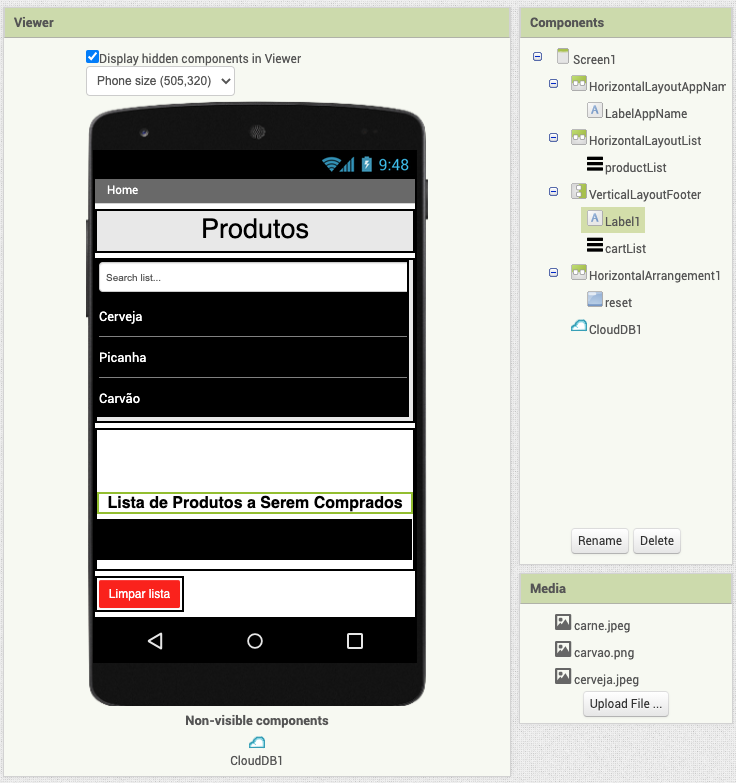 Viewer
Display hidden components in Viewer
Phone size (505,320)
9:48
Home
Produtos
Search list...
Cerveja
Picanha
Carvão
Lista de Produtos a Serem Comprados
Limpar lista
Non-visible components
CloudDB1
Components
Screen1
HorizontalLayoutAppNam
A LabelAppName
HorizontalLayoutList
productList
VerticalLayoutFooter
A Label1
cartList
HorizontalArrangement1
reset
CloudDB1
Rename Delete
Media
carne.jpeg
carvao.png
cerveja.jpeg
Upload File ...